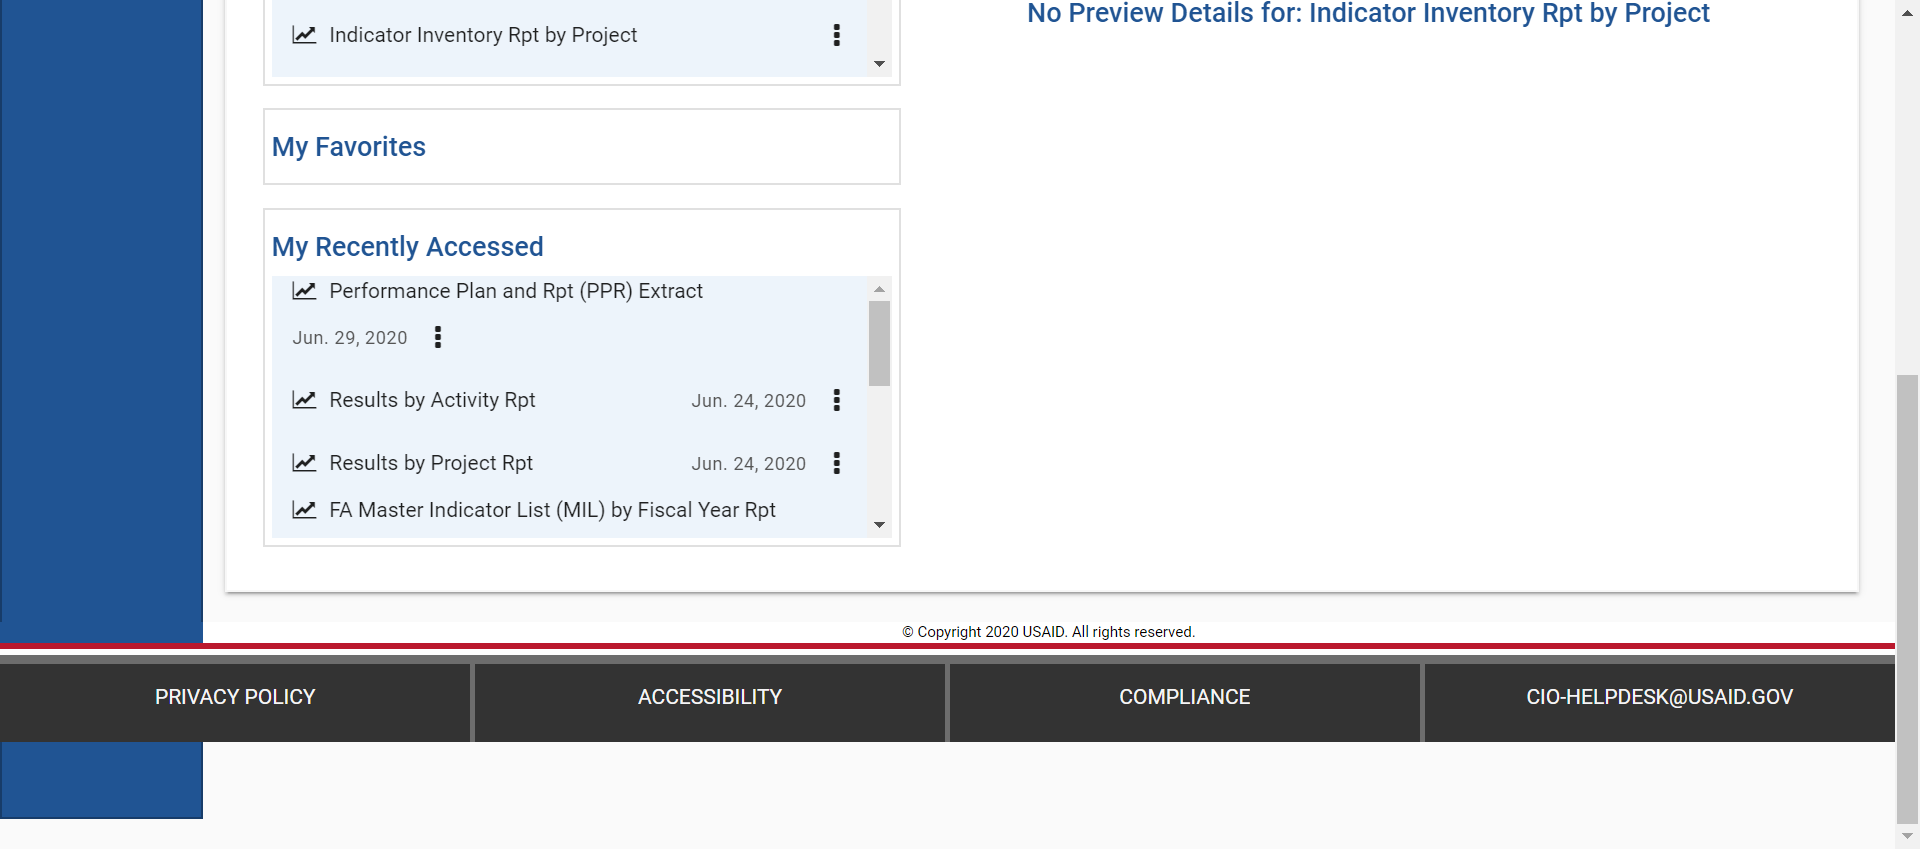 Indicator Inventory Rpt by Project
No Preview Details for: Indicator Inventory Rpt by Project
My Favorites
My Recently Accessed
Performance Plan and Rpt (PPR) Extract
Jun. 29, 2020
Results by Activity Rpt Jun. 24, 2020
Results by Project Rpt Jun. 24, 2020
FA Master Indicator List (MIL) by Fiscal Year Rpt
© Copyright 2020 USAID. All rights reserved.
PRIVACY POLICY ACCESSIBILITY COMPLIANCE CIO-HELPDESK@USAID.GOV